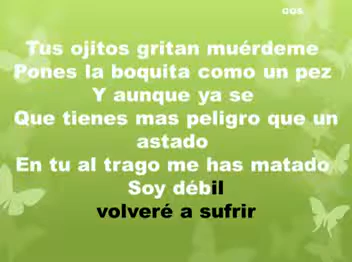 GGS
Tus ojitos gritan muérdeme
Pones la boquita como un pez
Y aunque ya se
Que tienes mas peligro que un
astado
En tu al trago me has matado
Soy débil
volveré a sufrir